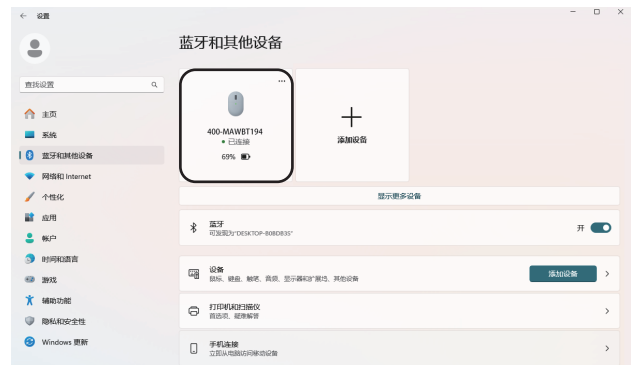 设置
蓝牙和其他设备
查找设置
主页
系统
蓝牙和其他设备
网络和 Internet
个性化
应用
帐户
时间和语言
游戏
辅助功能
隐私和安全性
Windows 更新
400-MAWBT194
已连接
69%
添加设备
显示更多设备
蓝牙
可发现为"DESKTOP-B0BDB3S"
开
设备
鼠标、键盘、触笔、音频、显示器和扩展坞、其他设备
添加设备
打印机和扫描仪
首选项、疑难解答
手机连接
立即从电脑访问移动设备